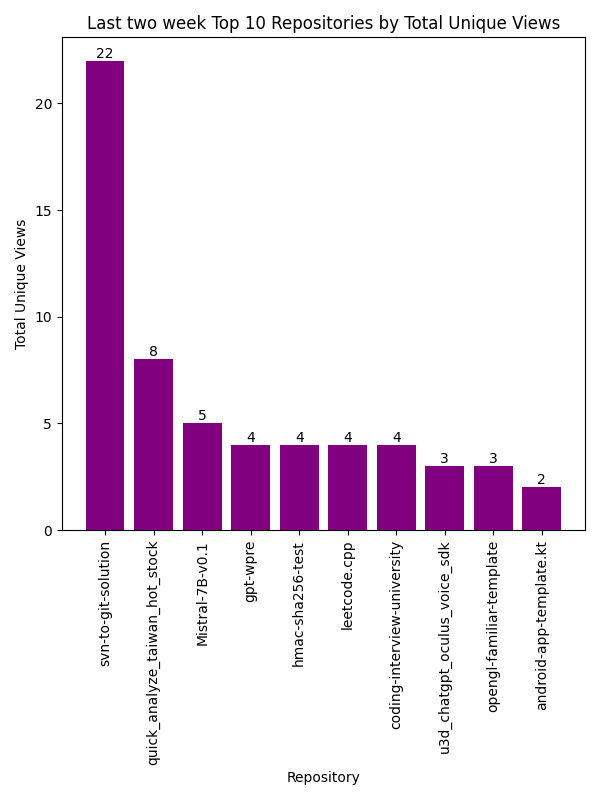 Last two week Top 10 Repositories by Total Unique Views
Total Unique Views
20
15
10
5
0
22
8
5
4
4
4
4
3
3
2
svn-to-git-solution
quick_analyze_taiwan_hot_stock
Mistral-7B-v0.1
gpt-wpre
hmac-sha256-test
leetcode.cpp
coding-interview-university
u3d_chatgpt_oculus_voice_sdk
opengl-familiar-template
android-app-template.kt
Repository